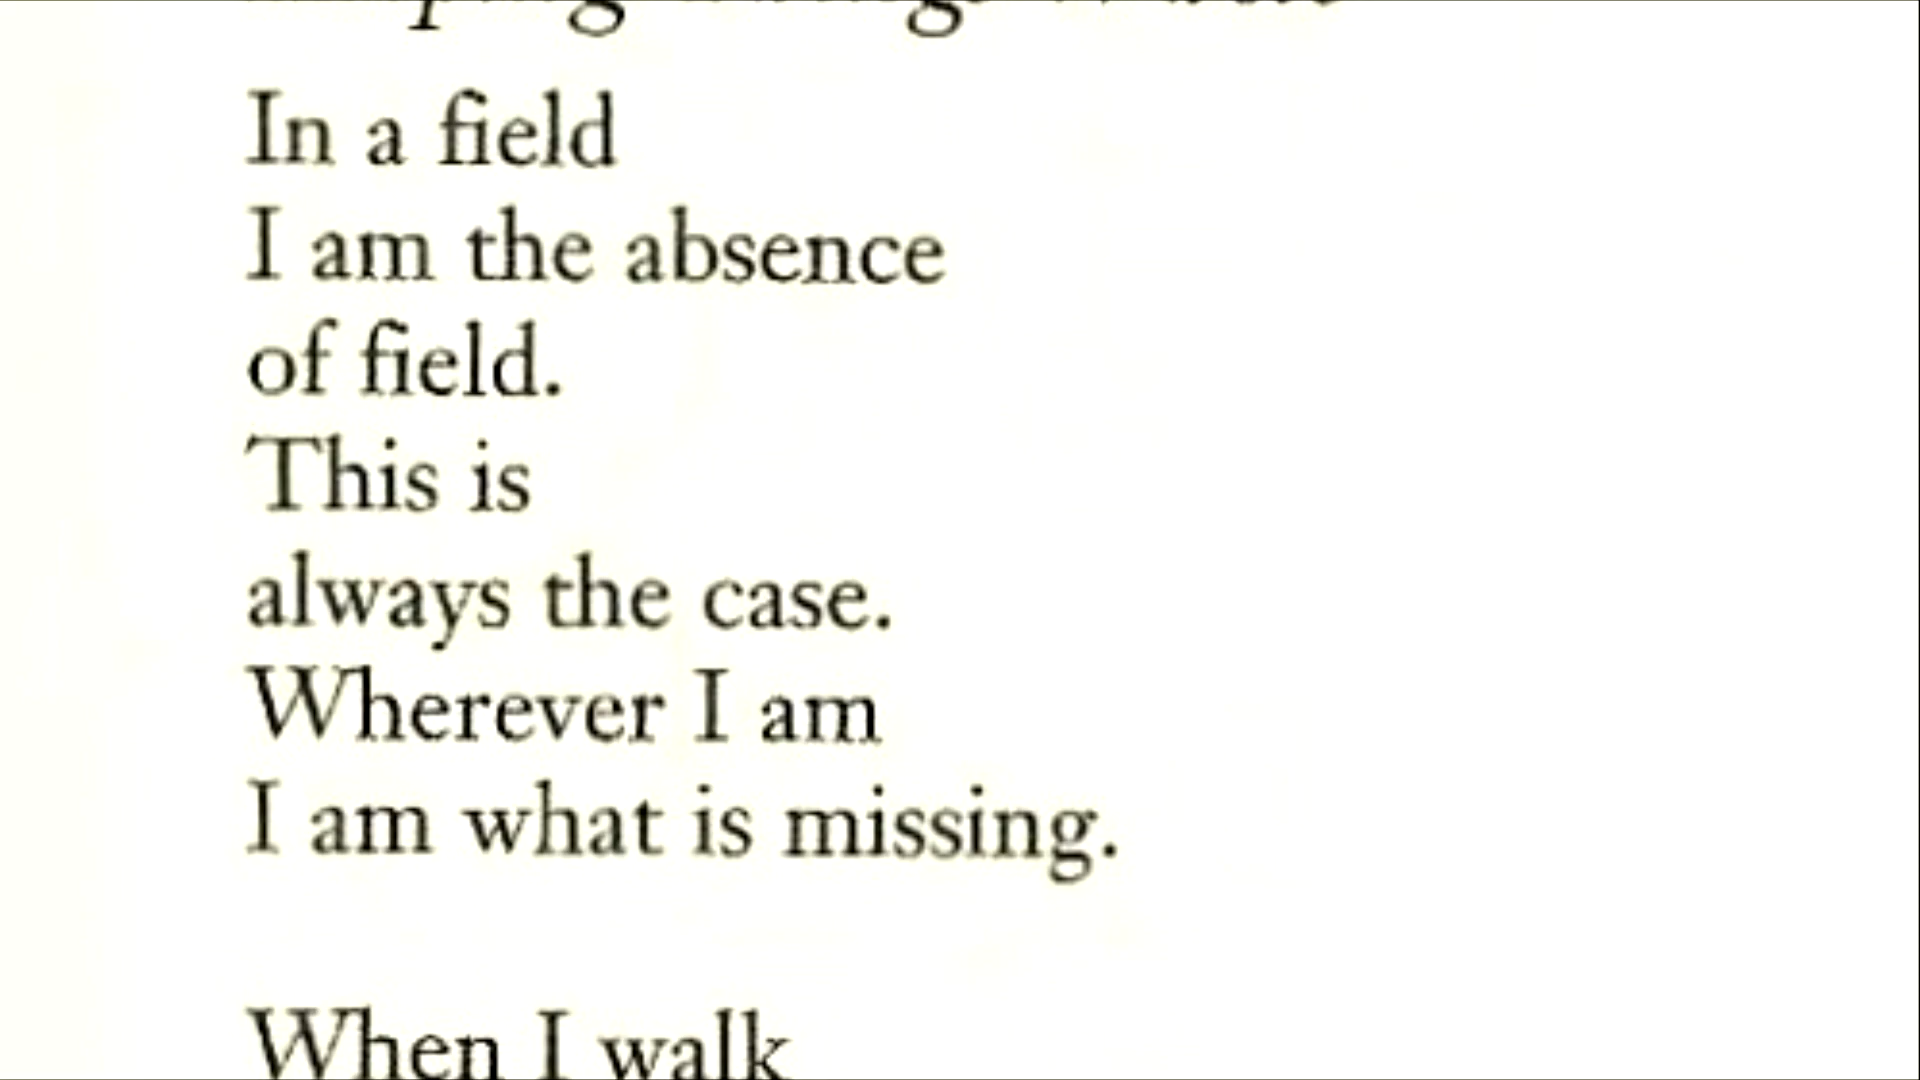 In a field
I am the absence
of field.
This is
always the case.
Wherever I am
I am what is missing.
When I walk